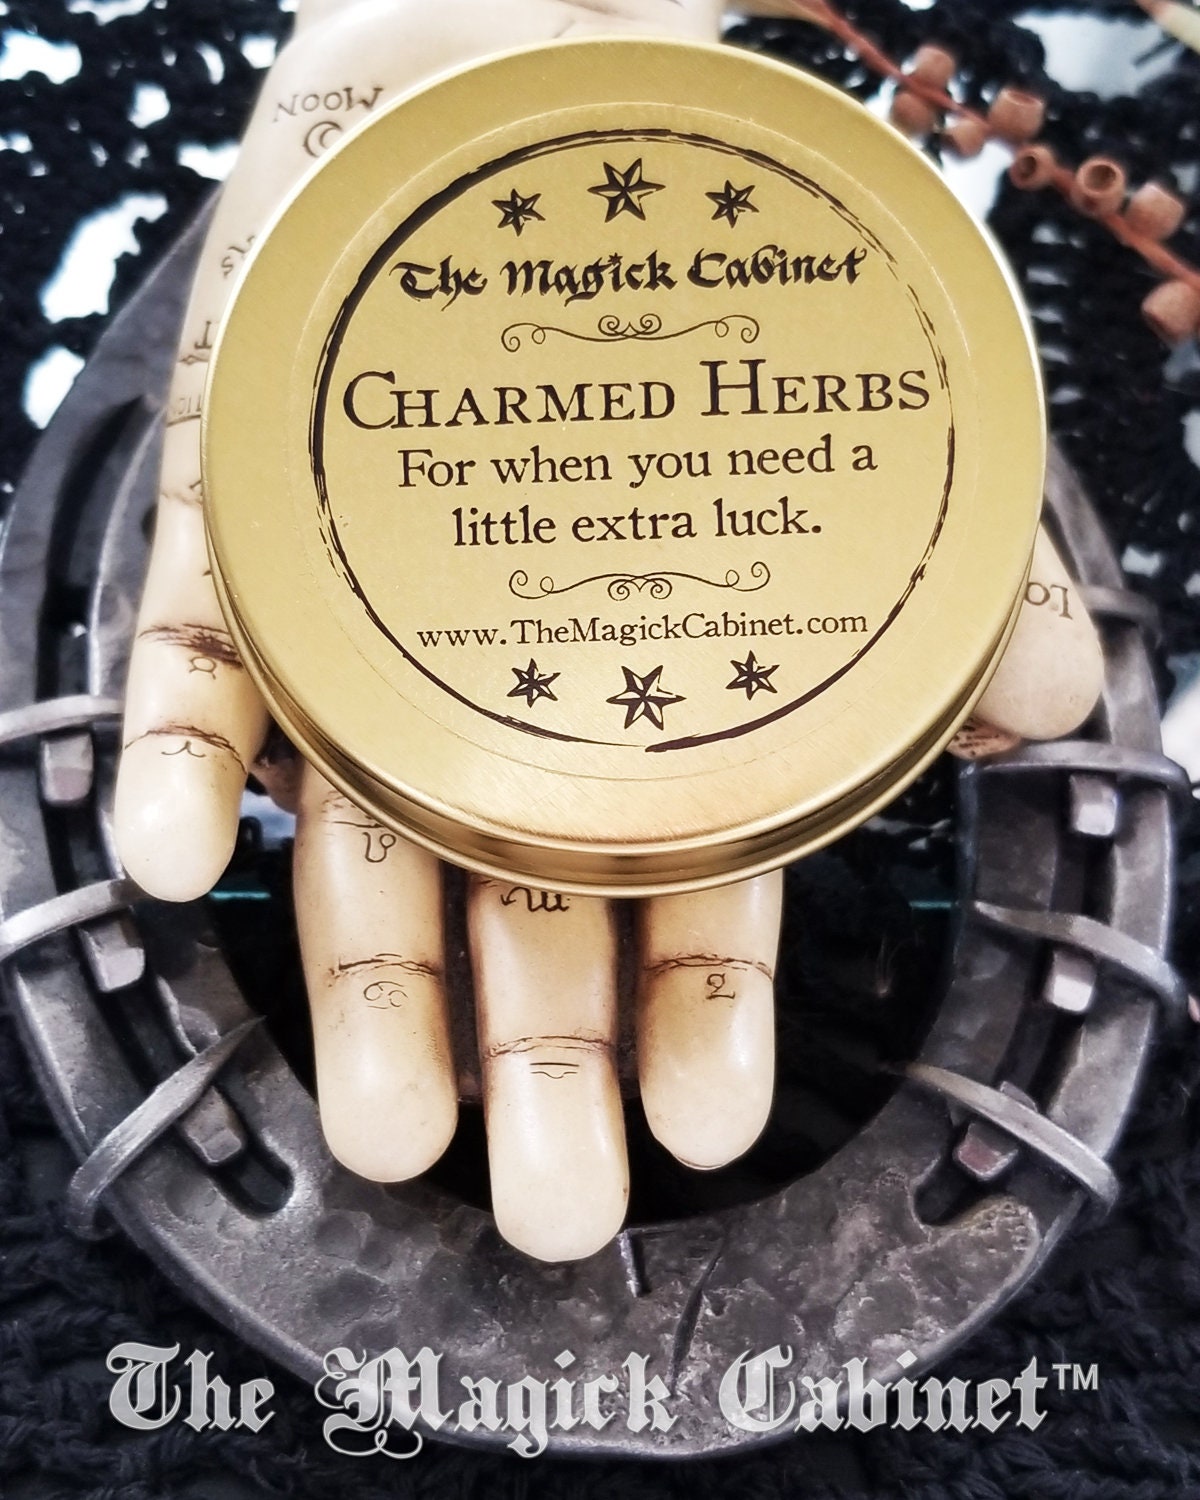 MOON
The Magick Cabinet
CHARMED HERBS
For when you need a
little extra luck.
www.TheMagickCabinet.com
The Magick Cabinet™